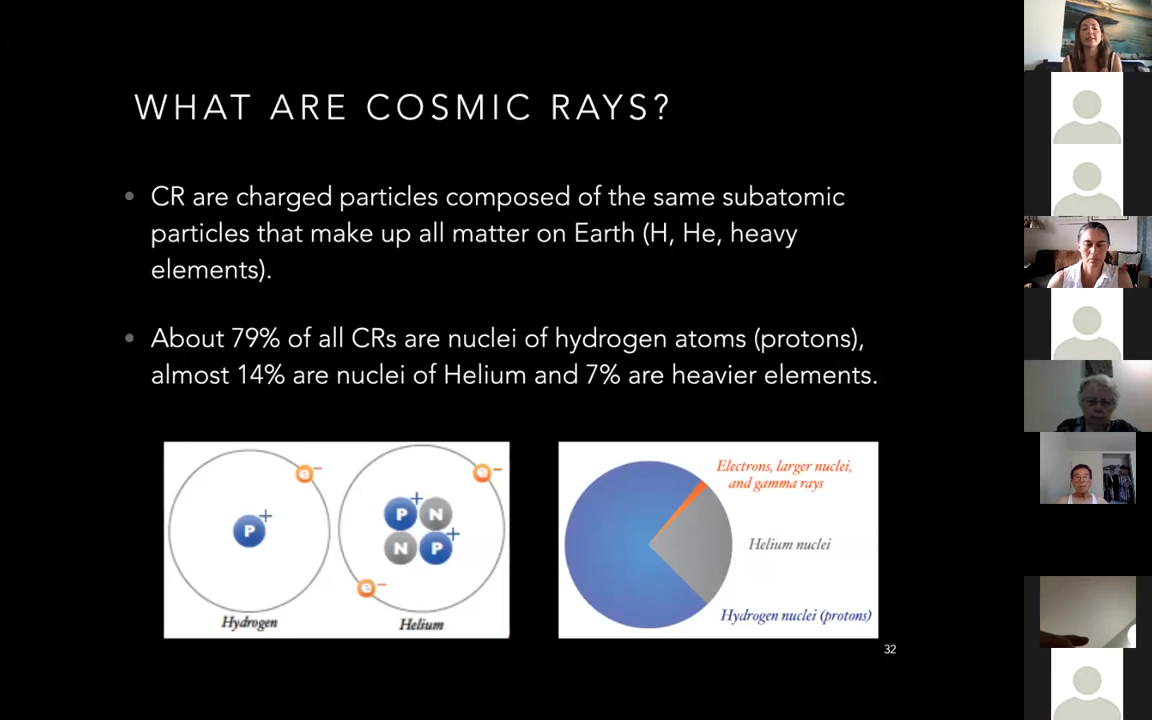 WHAT ARE COSMIC RAYS?
• CR are charged particles composed of the same subatomic
particles that make up all matter on Earth (H, He, heavy
elements).
• About 79% of all CRs are nuclei of hydrogen atoms (protons),
almost 14% are nuclei of Helium and 7% are heavier elements.
e−
P+
Hydrogen
e−
P+ N
N P+
e−
Helium
Electrons, larger nuclei,
and gamma rays
Helium nuclei
Hydrogen nuclei (protons)
32